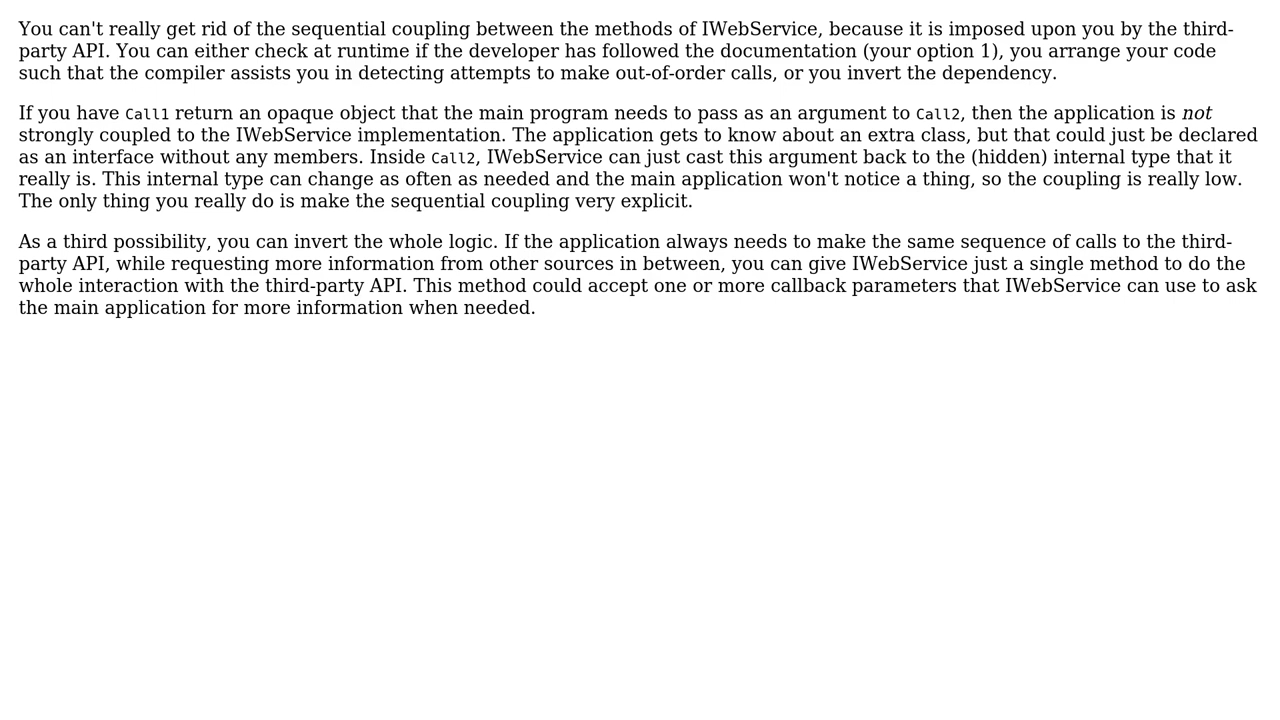 You can't really get rid of the sequential coupling between the methods of IWebService, because it is imposed upon you by the third-
party API. You can either check at runtime if the developer has followed the documentation (your option 1), you arrange your code
such that the compiler assists you in detecting attempts to make out-of-order calls, or you invert the dependency.
If you have Call1 return an opaque object that the main program needs to pass as an argument to Call2, then the application is not
strongly coupled to the IWebService implementation. The application gets to know about an extra class, but that could just be declared
as an interface without any members. Inside Call2, IWebService can just cast this argument back to the (hidden) internal type that it
really is. This internal type can change as often as needed and the main application won't notice a thing, so the coupling is really low.
The only thing you really do is make the sequential coupling very explicit.
As a third possibility, you can invert the whole logic. If the application always needs to make the same sequence of calls to the third-
party API, while requesting more information from other sources in between, you can give IWebService just a single method to do the
whole interaction with the third-party API. This method could accept one or more callback parameters that IWebService can use to ask
the main application for more information when needed.